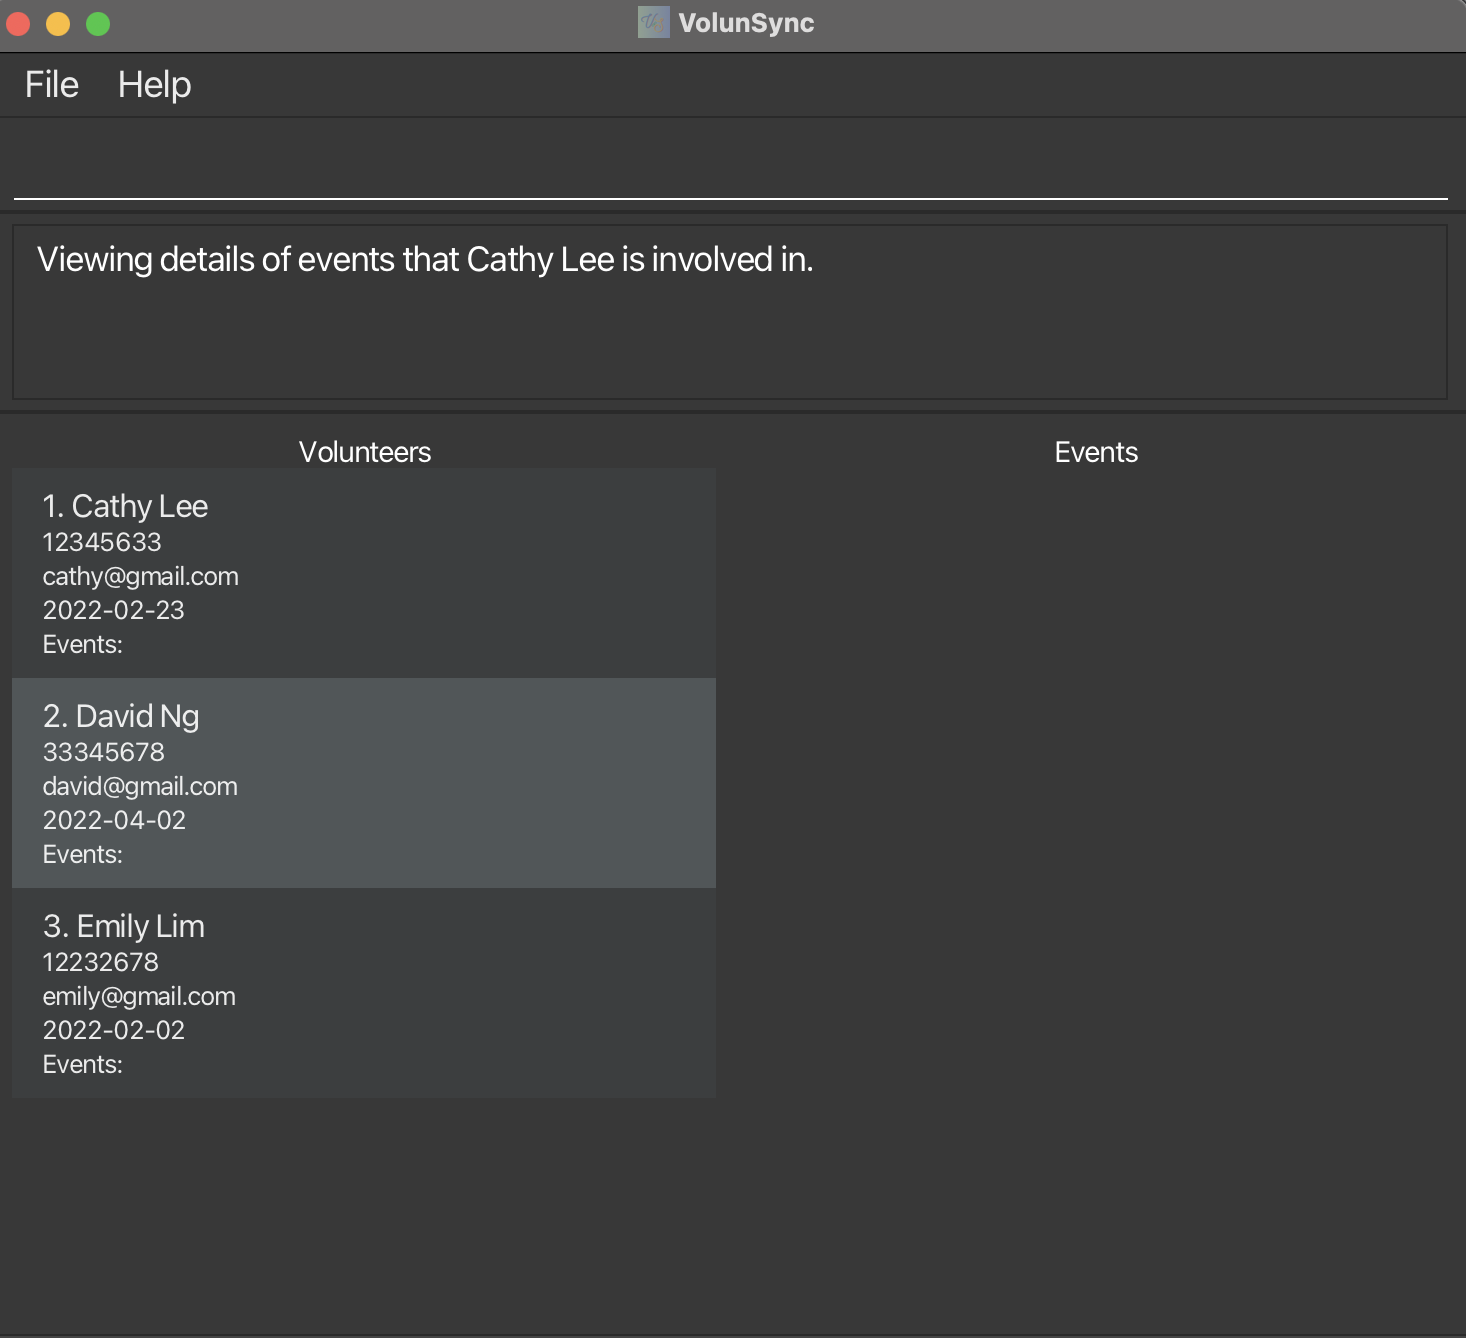 VolunSync
File Help
Viewing details of events that Cathy Lee is involved in.
Volunteers
1. Cathy Lee
12345633
cathy@gmail.com
2022-02-23
Events:
2. David Ng
33345678
david@gmail.com
2022-04-02
Events:
3. Emily Lim
12232678
emily@gmail.com
2022-02-02
Events:
Events